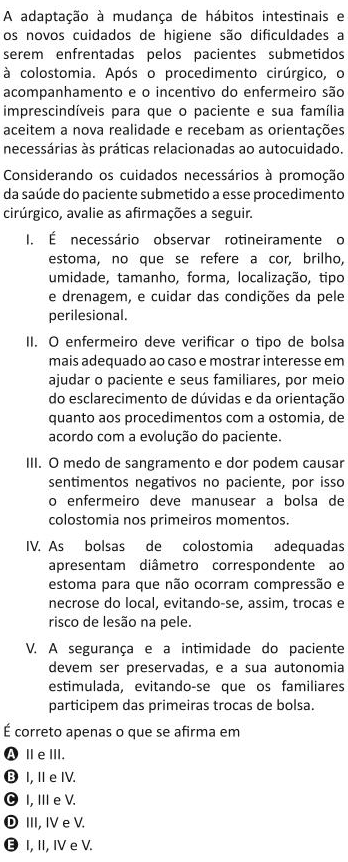 A adaptação à mudança de hábitos intestinais e
os novos cuidados de higiene são dificuldades a
serem enfrentadas pelos pacientes submetidos
à colostomia. Após o procedimento cirúrgico, o
acompanhamento e o incentivo do enfermeiro são
imprescindíveis para que o paciente e sua família
aceitem a nova realidade e recebam as orientações
necessárias às práticas relacionadas ao autocuidado.
Considerando os cuidados necessários à promoção
da saúde do paciente submetido a esse procedimento
cirúrgico, avalie as afirmações a seguir.
I. É necessário observar rotineiramente o
estoma, no que se refere a cor, brilho,
umidade, tamanho, forma, localização, tipo
e drenagem, e cuidar das condições da pele
perilesional.
II. O enfermeiro deve verificar o tipo de bolsa
mais adequado ao caso e mostrar interesse em
ajudar o paciente e seus familiares, por meio
do esclarecimento de dúvidas e da orientação
quanto aos procedimentos com a ostomia, de
acordo com a evolução do paciente.
III. O medo de sangramento e dor podem causar
sentimentos negativos no paciente, por isso
o enfermeiro deve manusear a bolsa de
colostomia nos primeiros momentos.
IV. As bolsas de colostomia adequadas
apresentam diâmetro correspondente ao
estoma para que não ocorram compressão e
necrose do local, evitando-se, assim, trocas e
risco de lesão na pele.
V. A segurança e a intimidade do paciente
devem ser preservadas, e a sua autonomia
estimulada, evitando-se que os familiares
participem das primeiras trocas de bolsa.
É correto apenas o que se afirma em
A II e III.
B I, II e IV.
C I, III e V.
D III, IV e V.
E I, II, IV e V.